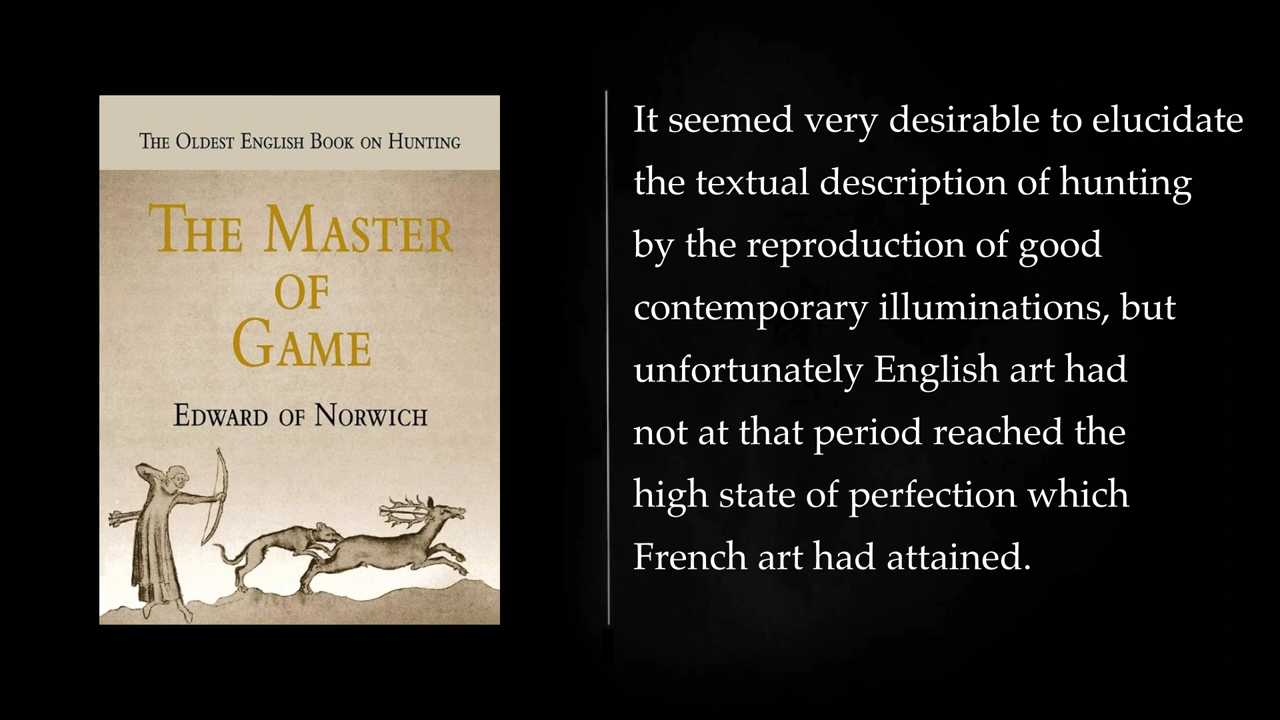 The Oldest English Book on Hunting
The Master
of
Game
Edward of Norwich
It seemed very desirable to elucidate
the textual description of hunting
by the reproduction of good
contemporary illuminations, but
unfortunately English art had
not at that period reached the
high state of perfection which
French art had attained.